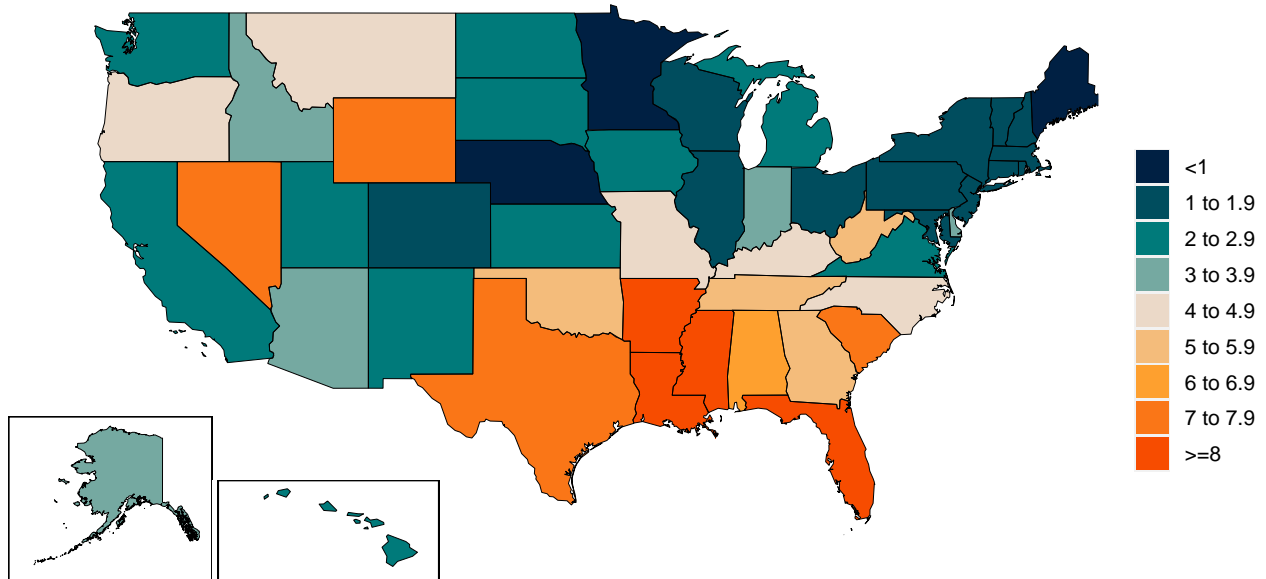 <1
1 to 1.9
2 to 2.9
3 to 3.9
4 to 4.9
5 to 5.9
6 to 6.9
7 to 7.9
>=8